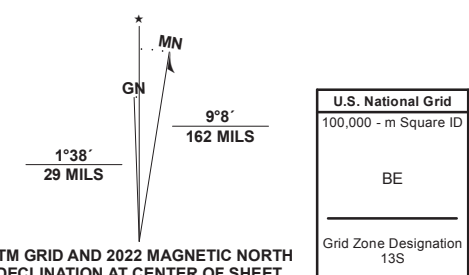 ★
MN
GN
9°8´
162 MILS
1°38´
29 MILS
TM GRID AND 2022 MAGNETIC NORTH
DECLINATION AT CENTER OF SHEET
U.S. National Grid
100,000 - m Square ID
BE
Grid Zone Designation
13S